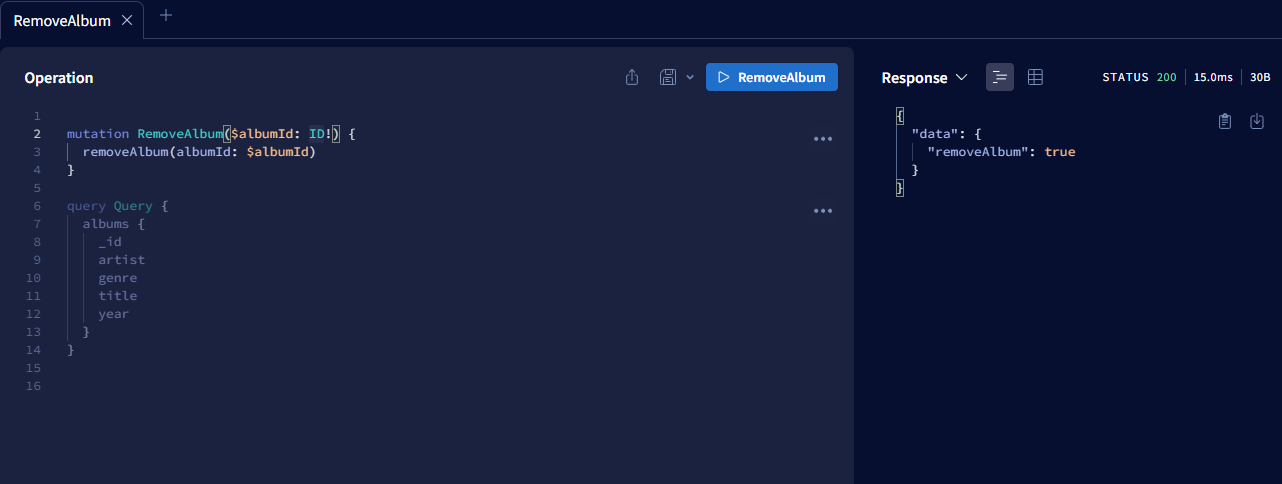 RemoveAlbum
Operation
RemoveAlbum
1
2 mutation RemoveAlbum($albumId: ID!) {
3 removeAlbum(albumId: $albumId)
4 }
5
6 query Query {
7 albums {
8 _id
9 artist
10 genre
11 title
12 year
13 }
14 }
15
16
Response
STATUS 200 15.0ms 30B
{
"data": {
"removeAlbum": true
}
}